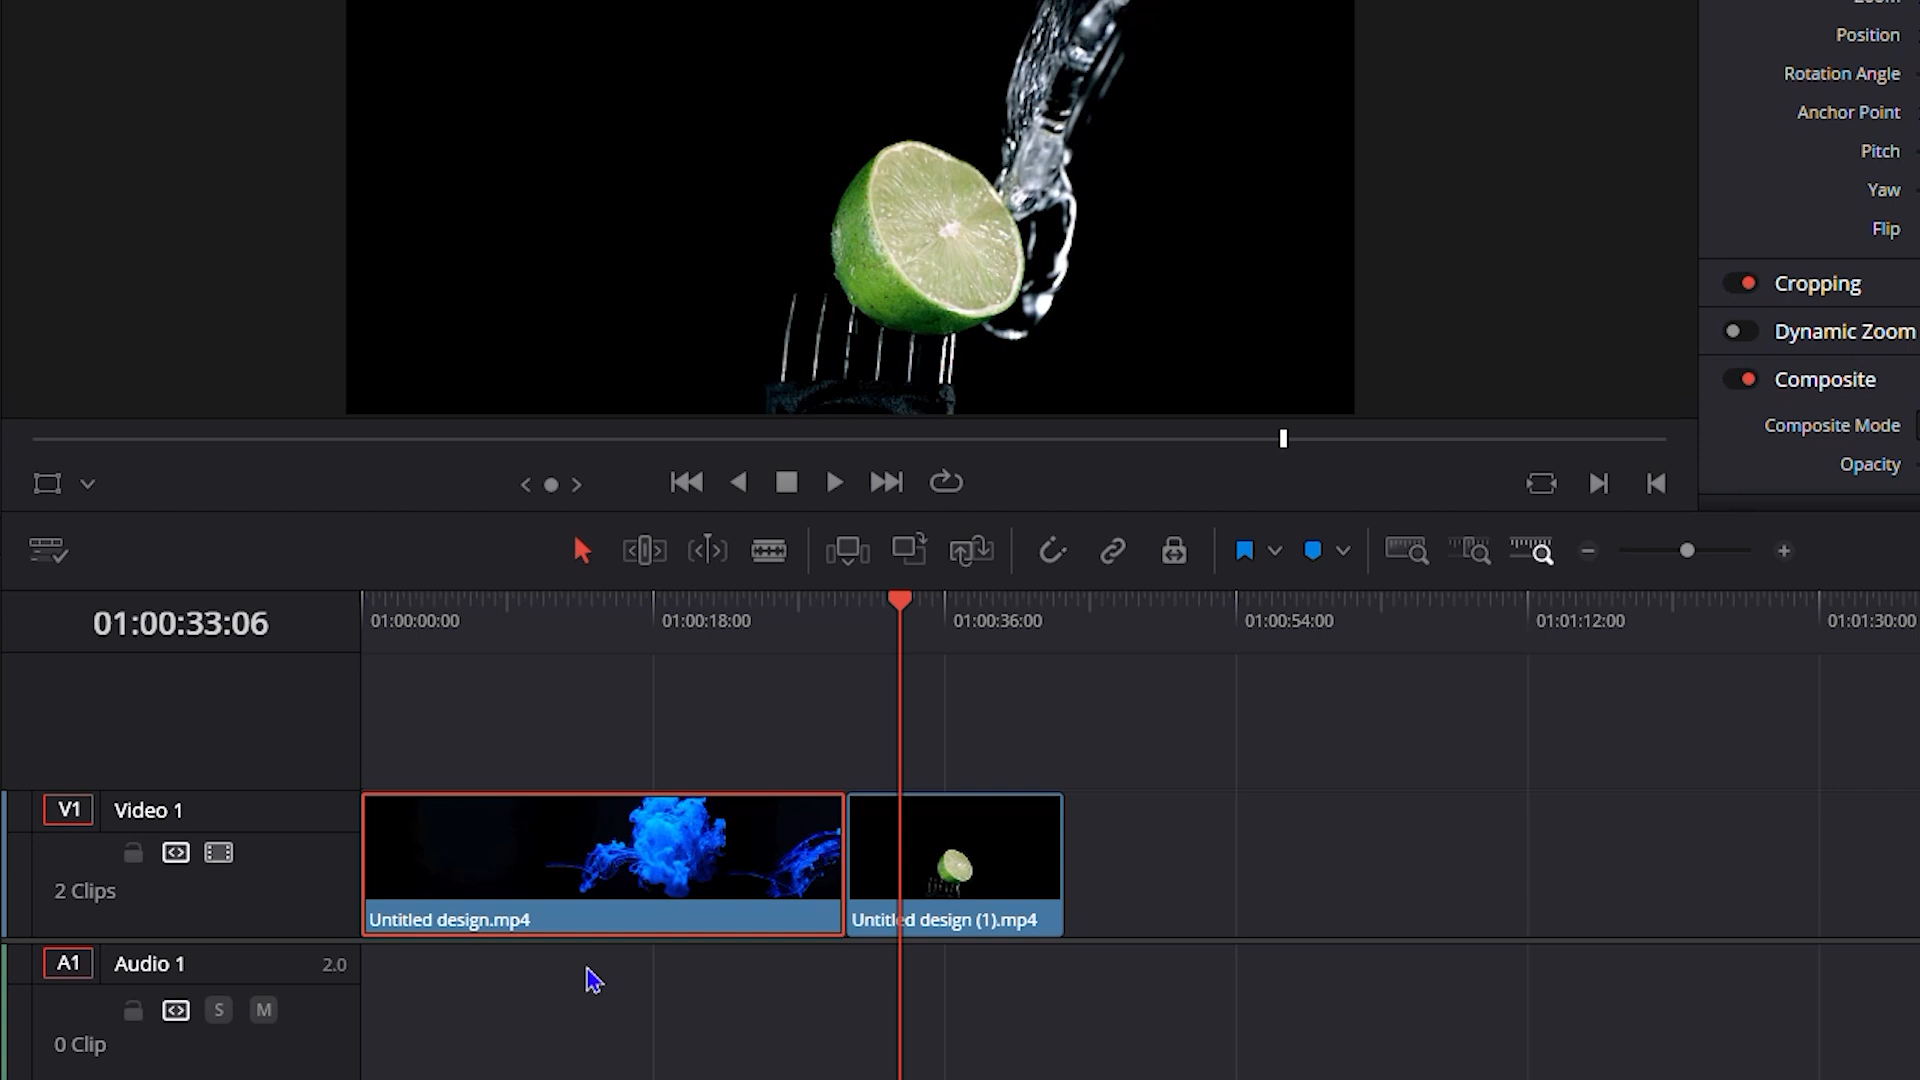 Zoom
Position
Rotation Angle
Anchor Point
Pitch
Yaw
Flip
Cropping
Dynamic Zoom
Composite
Composite Mode
Opacity
01:00:33:06
01:00:00:00
01:00:18:00
01:00:36:00
01:00:54:00
01:01:12:00
01:01:30:00
V1 Video 1
2 Clips
Untitled design.mp4
Untitled design (1).mp4
A1 Audio 1 2.0
S M
0 Clip